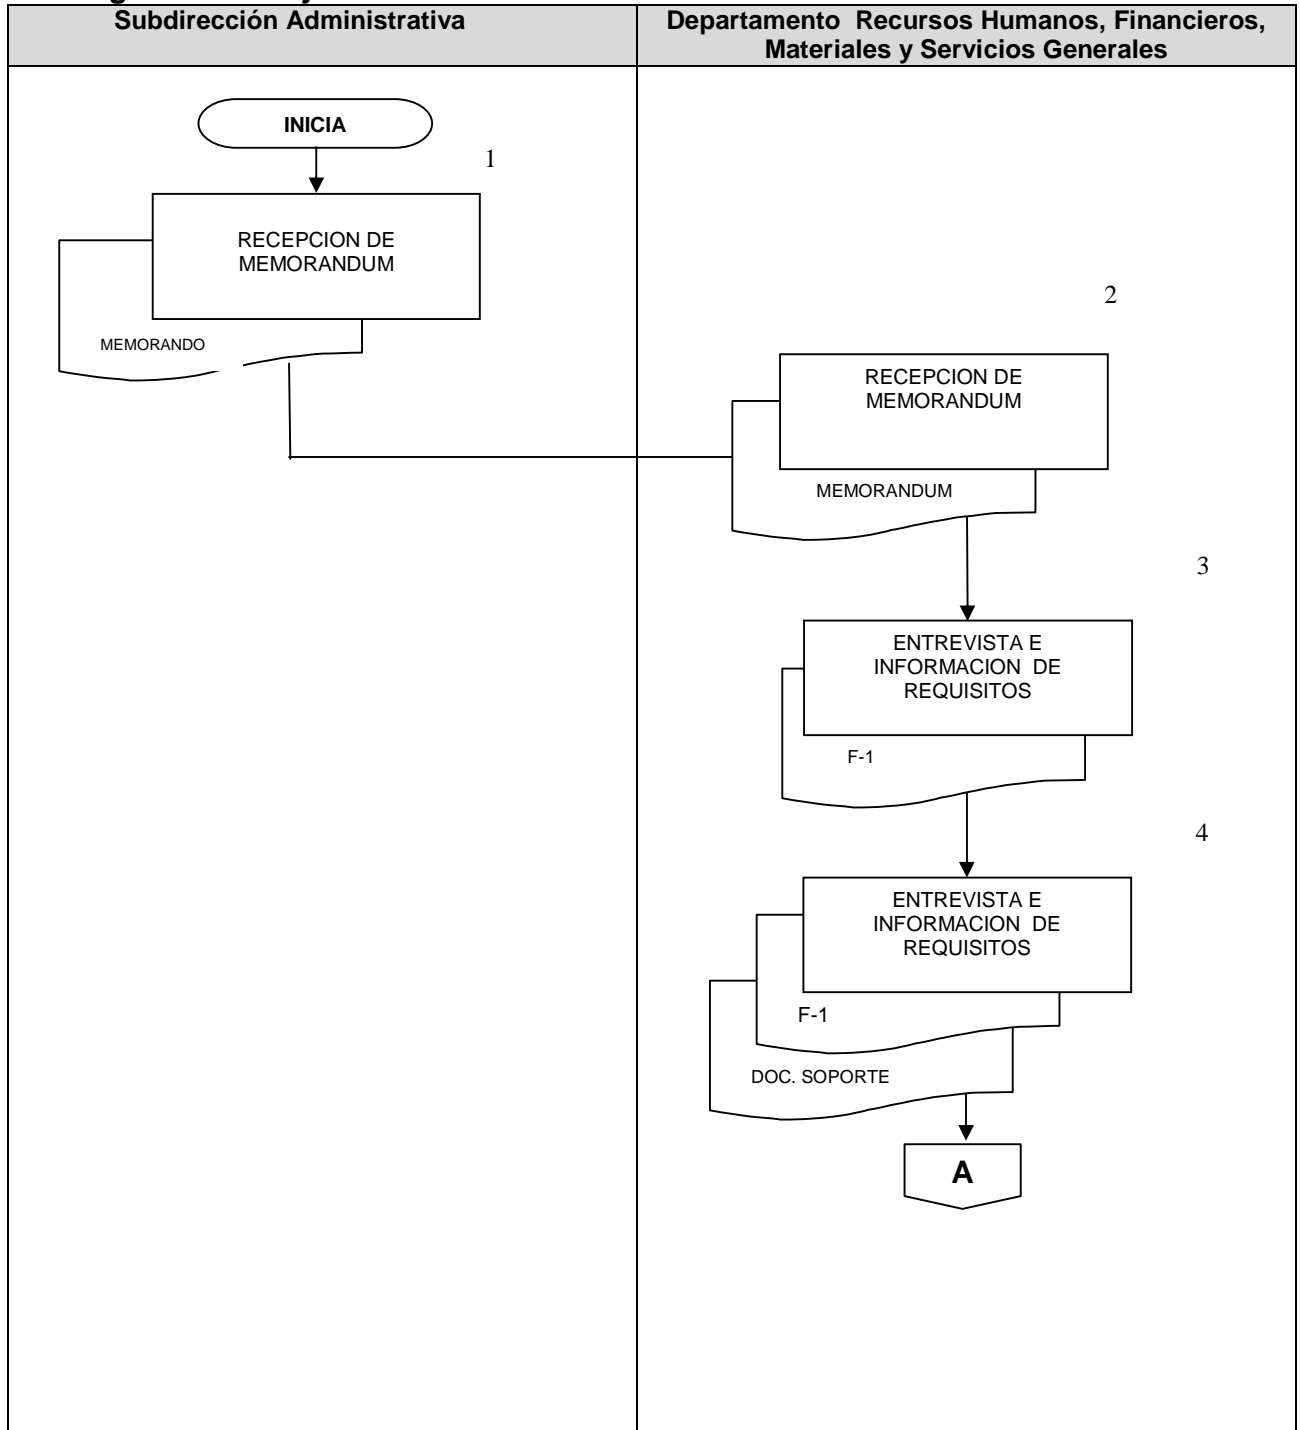 Subdirección Administrativa
Departamento Recursos Humanos, Financieros,
Materiales y Servicios Generales
INICIA
1
RECEPCION DE
MEMORANDUM
MEMORANDO
2
RECEPCION DE
MEMORANDUM
MEMORANDUM
3
ENTREVISTA E
INFORMACION DE
REQUISITOS
F-1
4
ENTREVISTA E
INFORMACION DE
REQUISITOS
F-1
DOC. SOPORTE
A